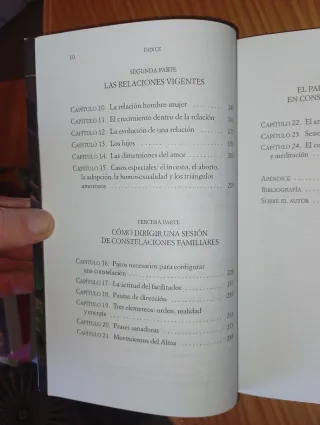 10 ÍNDICE
SEGUNDA PARTE
LAS RELACIONES VIGENTES
CAPÍTULO 10. La relación hombre-mujer
CAPÍTULO 11. El crecimiento dentro de la relación
CAPÍTULO 12. La evolución de una relación
CAPÍTULO 13. Los hijos
CAPÍTULO 14. Las dimensiones del amor
CAPÍTULO 15. Casos especiales: el incesto, el aborto,
la adopción, la homosexualidad y los triángulos
amorosos
TERCERA PARTE
CÓMO DIRIGIR UNA SESIÓN
DE CONSTELACIONES FAMILIARES
CAPÍTULO 16. Pasos necesarios para configurar
una constelación
CAPÍTULO 17. La actitud del facilitador
CAPÍTULO 18. Pautas de dirección
CAPÍTULO 19. Tres elementos: orden, realidad
y energía
CAPÍTULO 20. Frases sanadoras
CAPÍTULO 21. Movimientos del Alma
EL PA
EN CONS
CAPÍTULO 22. El
CAPÍTULO 23.
CAPÍTULO 24. El
y meditación
APÉNDICE
BIBLIOGRAFÍA
SOBRE EL AUTOR